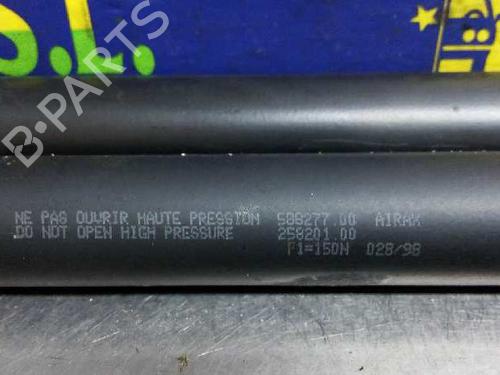 S.L.
B-PARTS
NE PAS OUVRIR HAUTE PRESSION 508277.00 AIRAX
DO NOT OPEN HIGH PRESSURE 258201.00
F1=150N 028/98